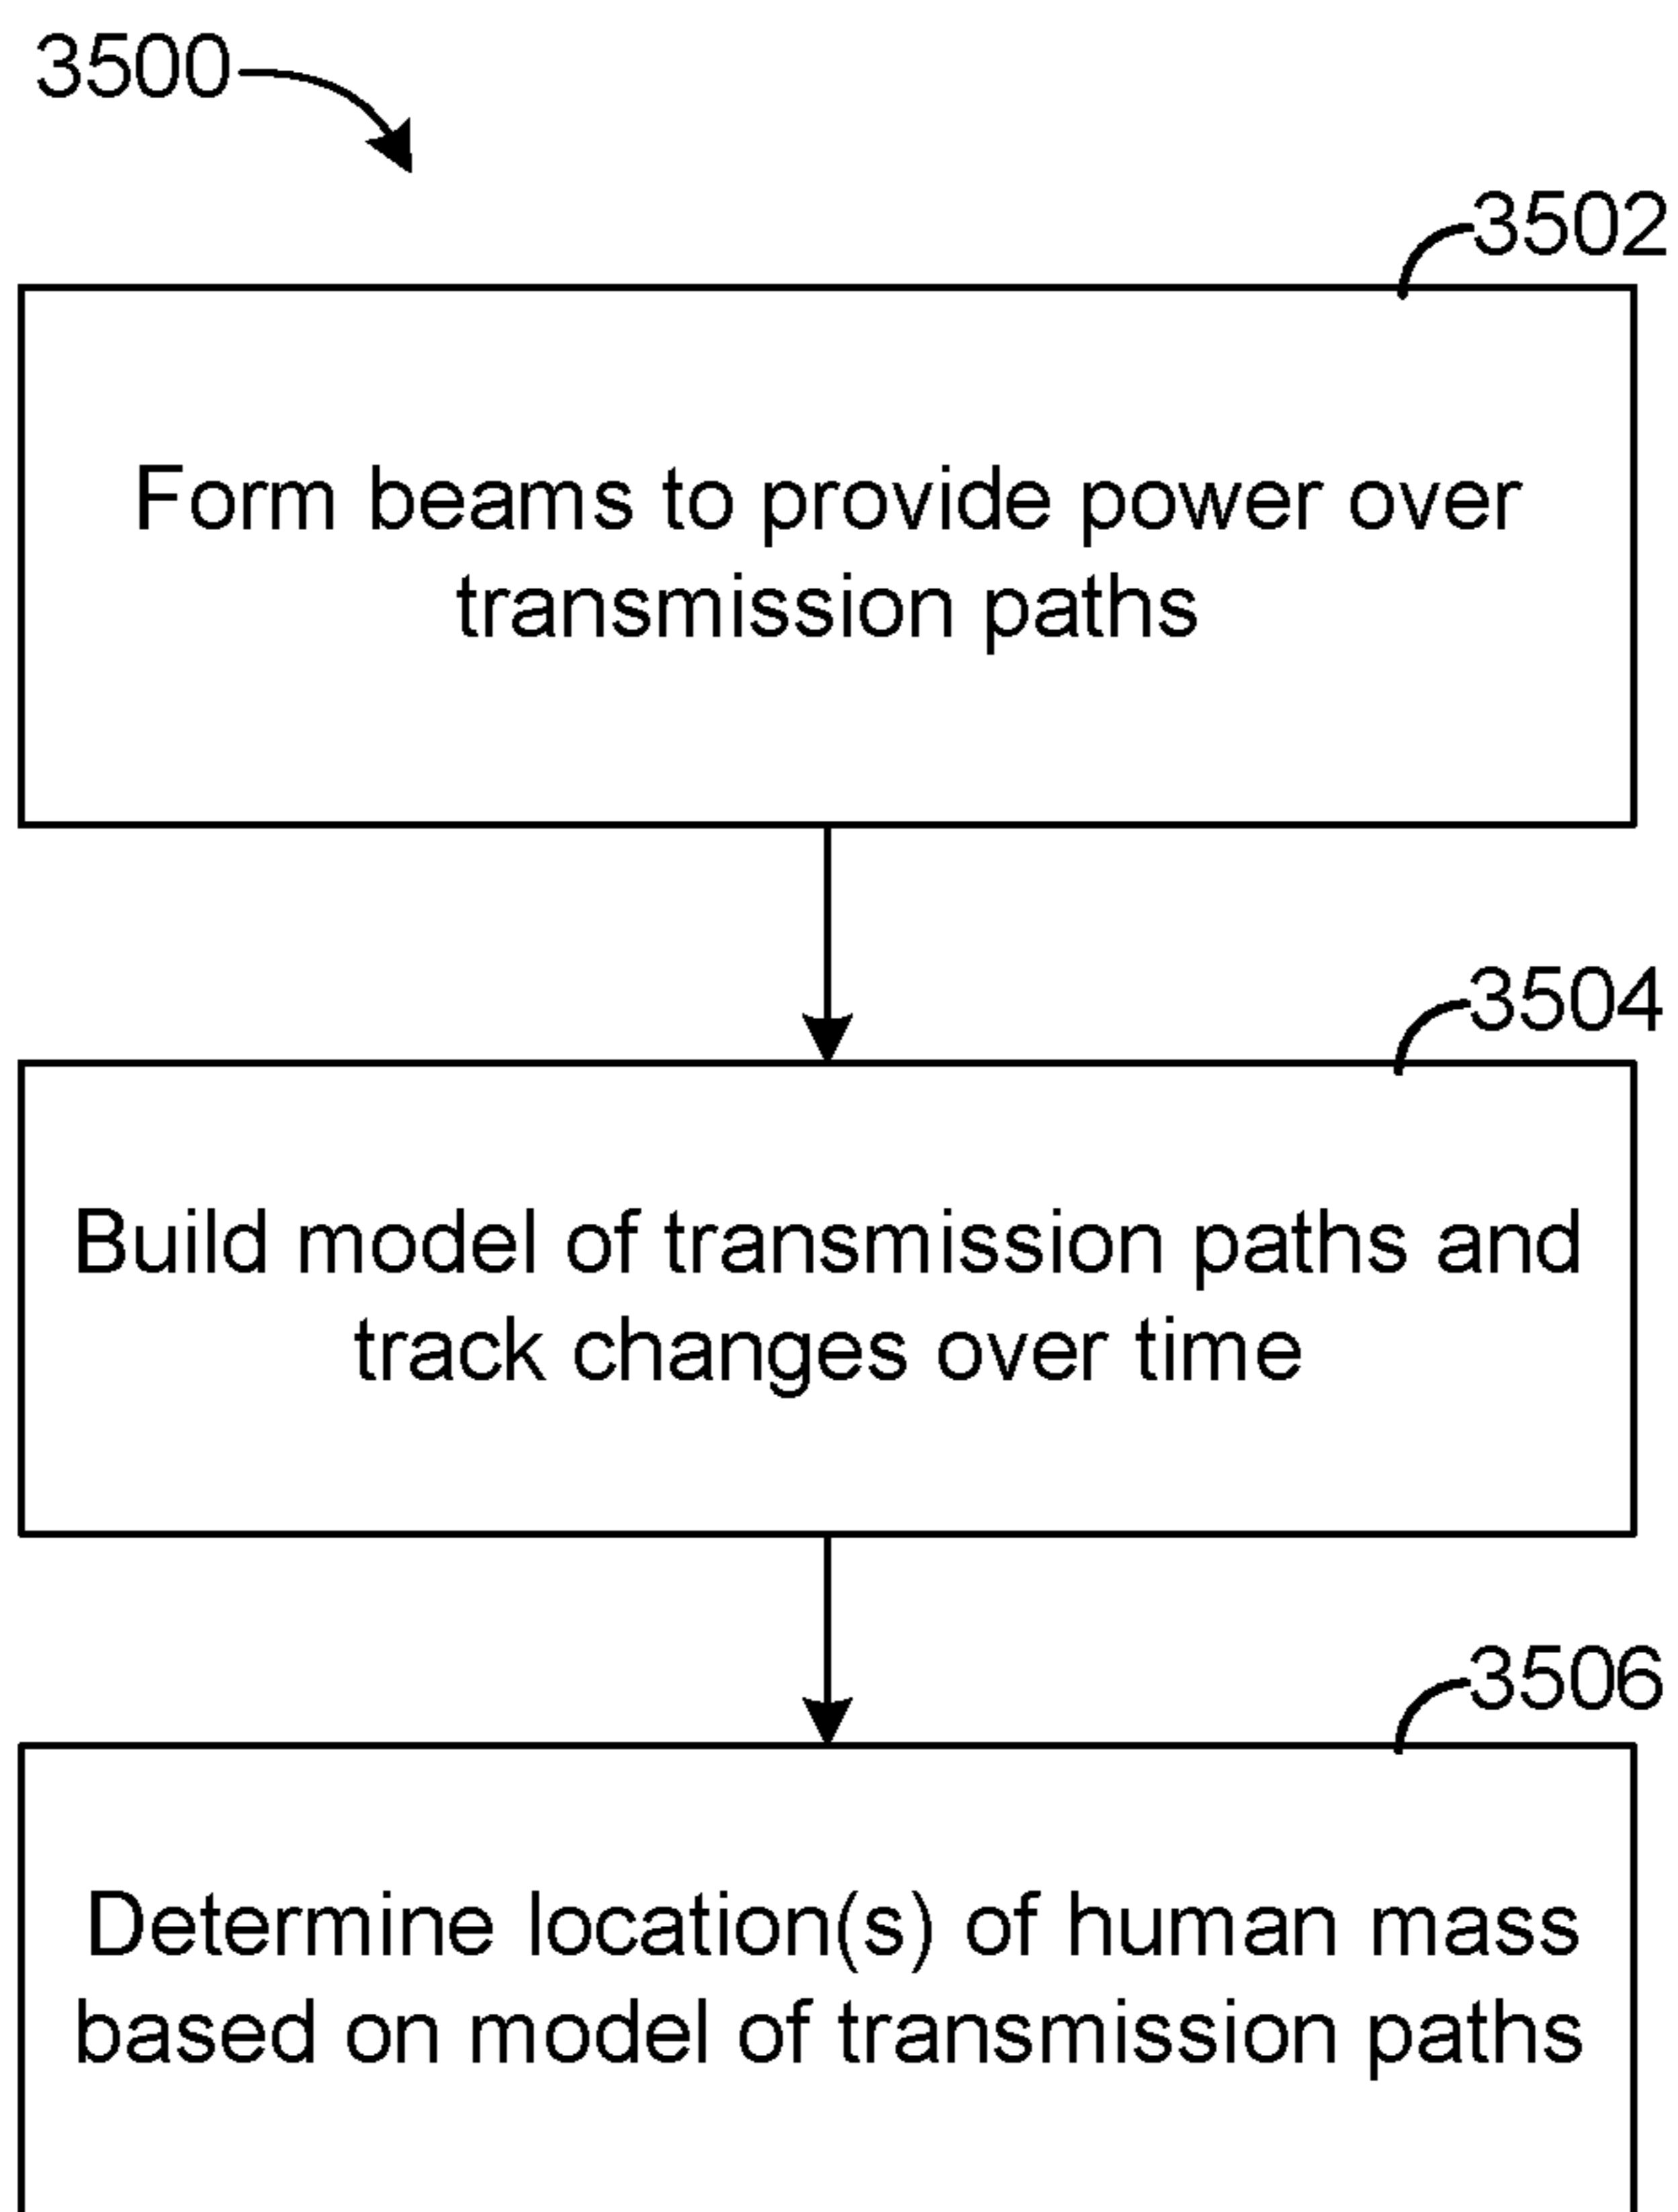 3500
3502
Form beams to provide power over
transmission paths
3504
Build model of transmission paths and
track changes over time
3506
Determine location(s) of human mass
based on model of transmission paths